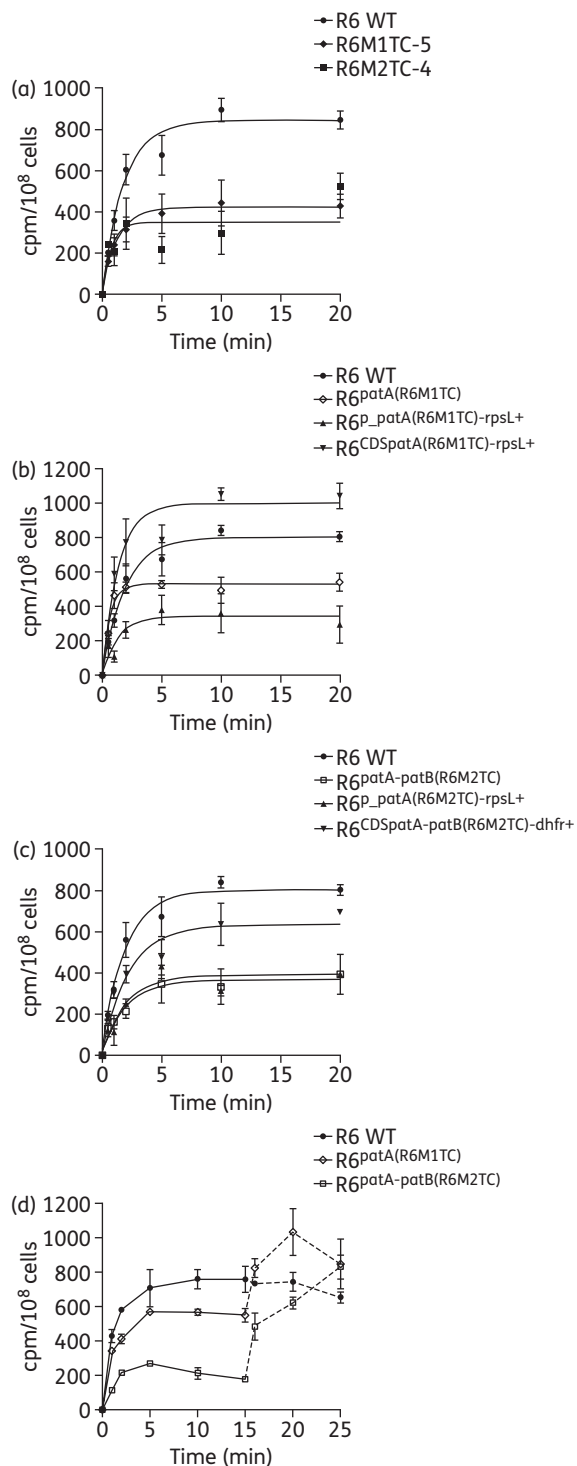 R6 WT
R6M1TC-5
R6M2TC-4
(a)
1000
800
600
400
200
0
cpm/10⁸ cells
0 5 10 15 20
Time (min)
R6 WT
R6ᵖᵃᵗᴬ⁽ᴿ⁶ᴹ¹ᵀᶜ⁾
R6ᵖ_ᵖᵃᵗᴬ⁽ᴿ⁶ᴹ¹ᵀᶜ⁾⁻ʳᵖˢᴸ⁺
R6ᶜᴰˢᵖᵃᵗᴬ⁽ᴿ⁶ᴹ¹ᵀᶜ⁾⁻ʳᵖˢᴸ⁺
(b)
1200
1000
800
600
400
200
0
cpm/10⁸ cells
0 5 10 15 20
Time (min)
R6 WT
R6ᵖᵃᵗᴬ⁻ᵖᵃᵗᴮ⁽ᴿ⁶ᴹ²ᵀᶜ⁾
R6ᵖ_ᵖᵃᵗᴬ⁽ᴿ⁶ᴹ²ᵀᶜ⁾⁻ʳᵖˢᴸ⁺
R6ᶜᴰˢᵖᵃᵗᴬ⁻ᵖᵃᵗᴮ⁽ᴿ⁶ᴹ²ᵀᶜ⁾⁻ᵈʰᶠʳ⁺
(c)
1000
800
600
400
200
0
cpm/10⁸ cells
0 5 10 15 20
Time (min)
R6 WT
R6ᵖᵃᵗᴬ⁽ᴿ⁶ᴹ¹ᵀᶜ⁾
R6ᵖᵃᵗᴬ⁻ᵖᵃᵗᴮ⁽ᴿ⁶ᴹ²ᵀᶜ⁾
(d)
1200
1000
800
600
400
200
0
cpm/10⁸ cells
0 5 10 15 20 25
Time (min)